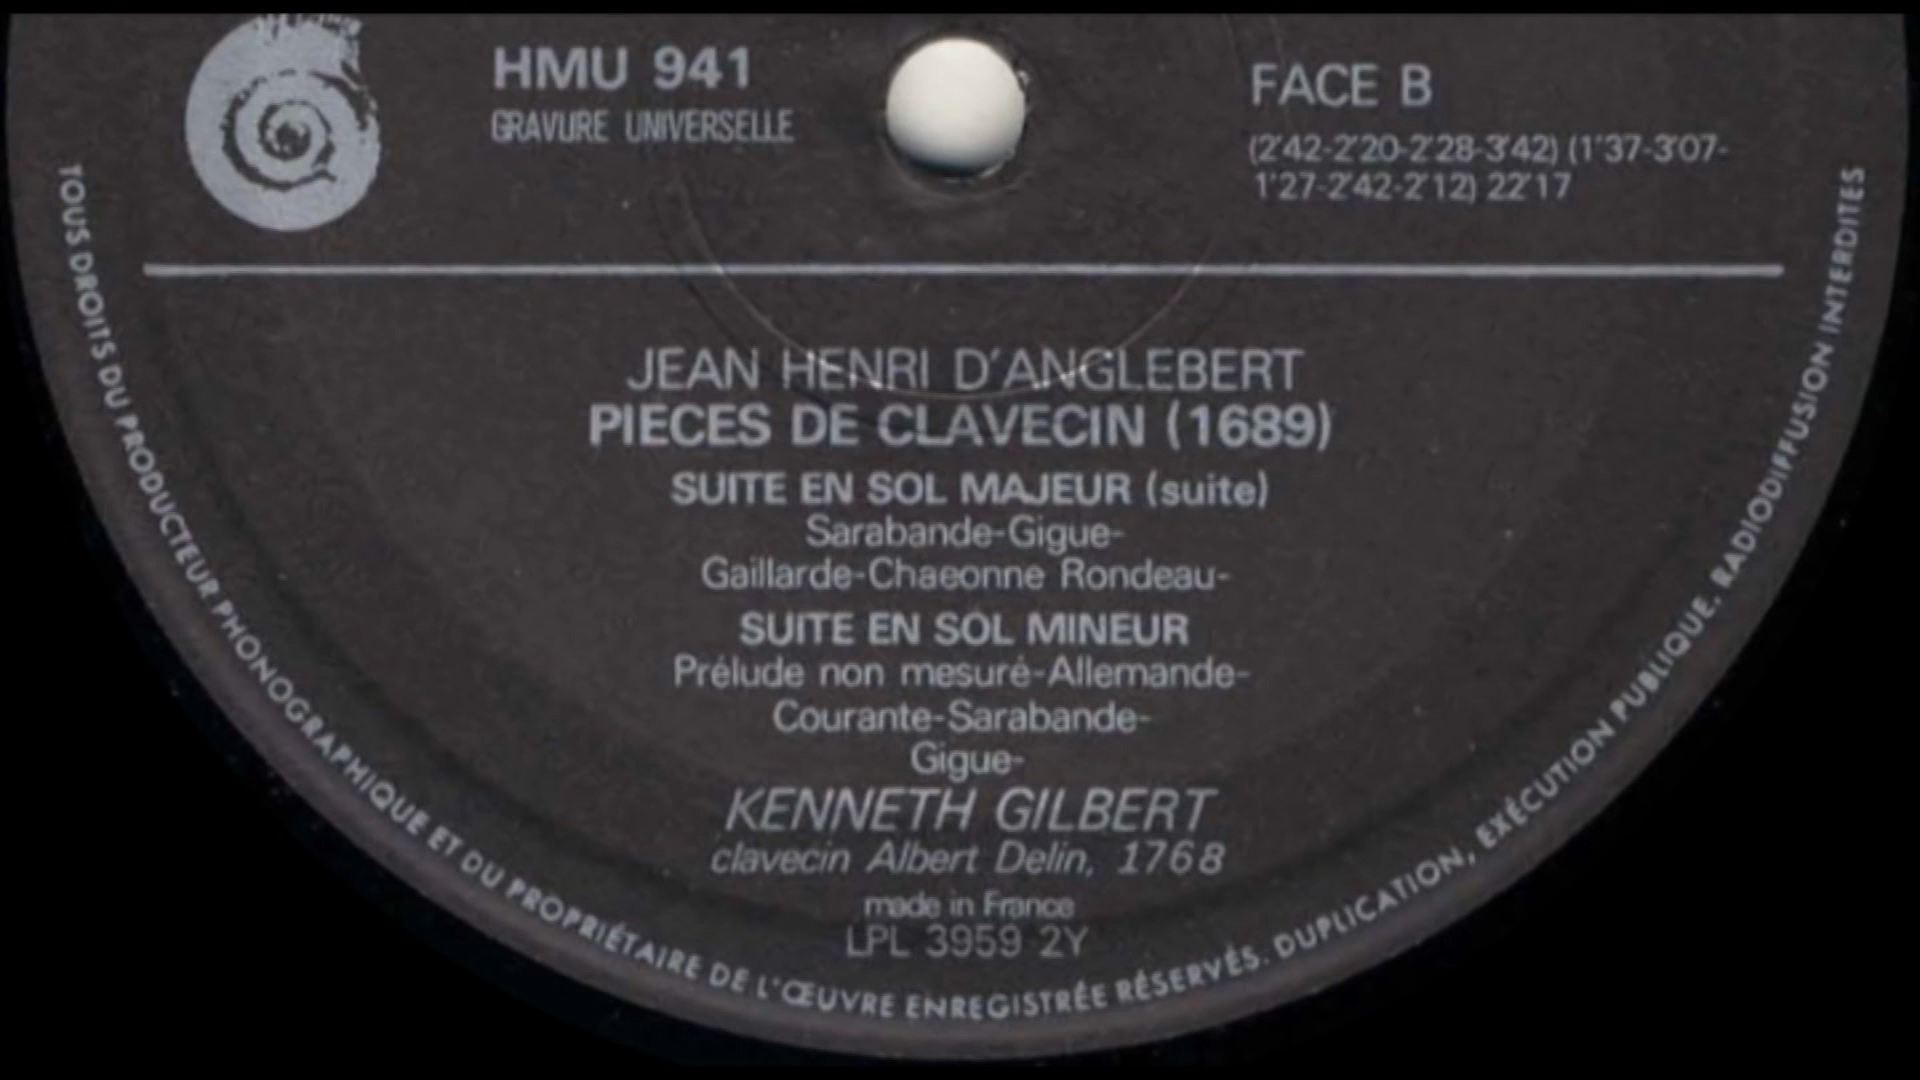 HMU 941
GRAVURE UNIVERSELLE
FACE B
(2'42-2'20-2'28-3'42) (1'37-3'07-
1'27-2'42-2'12) 22'17
JEAN HENRI D'ANGLEBERT
PIECES DE CLAVECIN (1689)
SUITE EN SOL MAJEUR (suite)
Sarabande-Gigue-
Gaillarde-Chaeonne Rondeau-
SUITE EN SOL MINEUR
Prélude non mesuré-Allemande-
Courante-Sarabande-
Gigue-
KENNETH GILBERT
clavecin Albert Delin, 1768
made in France
LPL 3959 2Y
TOUS DROITS DU PRODUCTEUR PHONOGRAPHIQUE ET DU PROPRIÉTAIRE DE L'ŒUVRE ENREGISTRÉE RÉSERVÉS. DUPLICATION, EXÉCUTION PUBLIQUE, RADIODIFFUSION INTERDITES